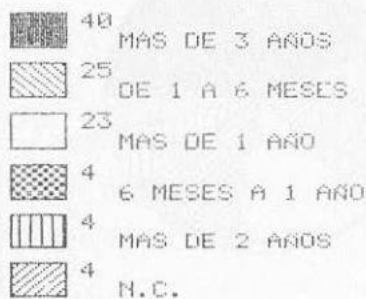 40
MAS DE 3 AÑOS
25
DE 1 A 6 MESES
23
MAS DE 1 AÑO
4
6 MESES A 1 AÑO
4
MAS DE 2 AÑOS
4
N.C.